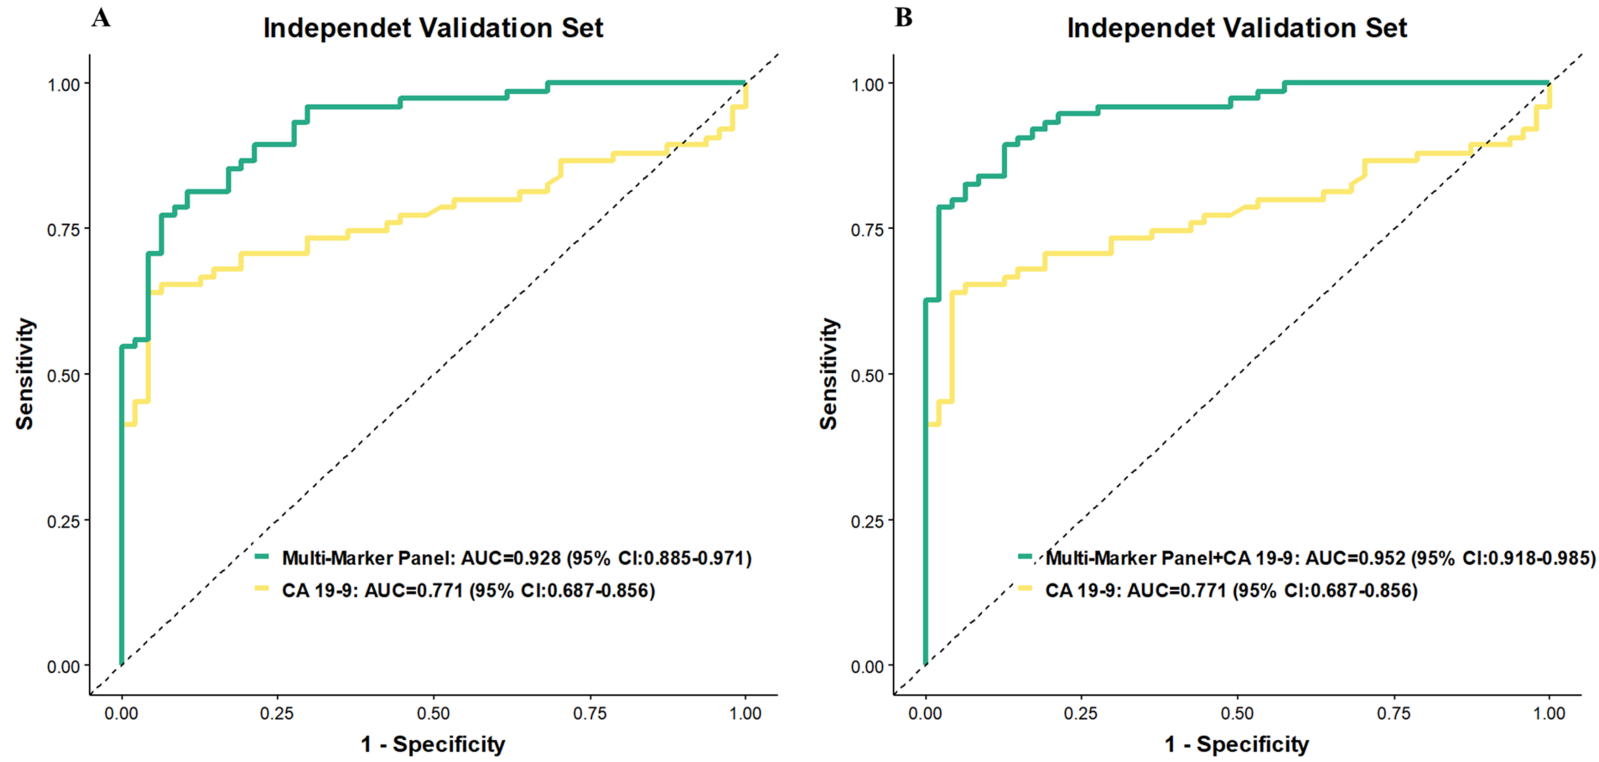 A
Independet Validation Set
1.00
0.75
0.50
0.25
0.00
Sensitivity
Multi-Marker Panel: AUC=0.928 (95% CI:0.885-0.971)
CA 19-9: AUC=0.771 (95% CI:0.687-0.856)
0.00 0.25 0.50 0.75 1.00
1 - Specificity
B
Independet Validation Set
1.00
0.75
0.50
0.25
0.00
Sensitivity
Multi-Marker Panel+CA 19-9: AUC=0.952 (95% CI:0.918-0.985)
CA 19-9: AUC=0.771 (95% CI:0.687-0.856)
0.00 0.25 0.50 0.75 1.00
1 - Specificity